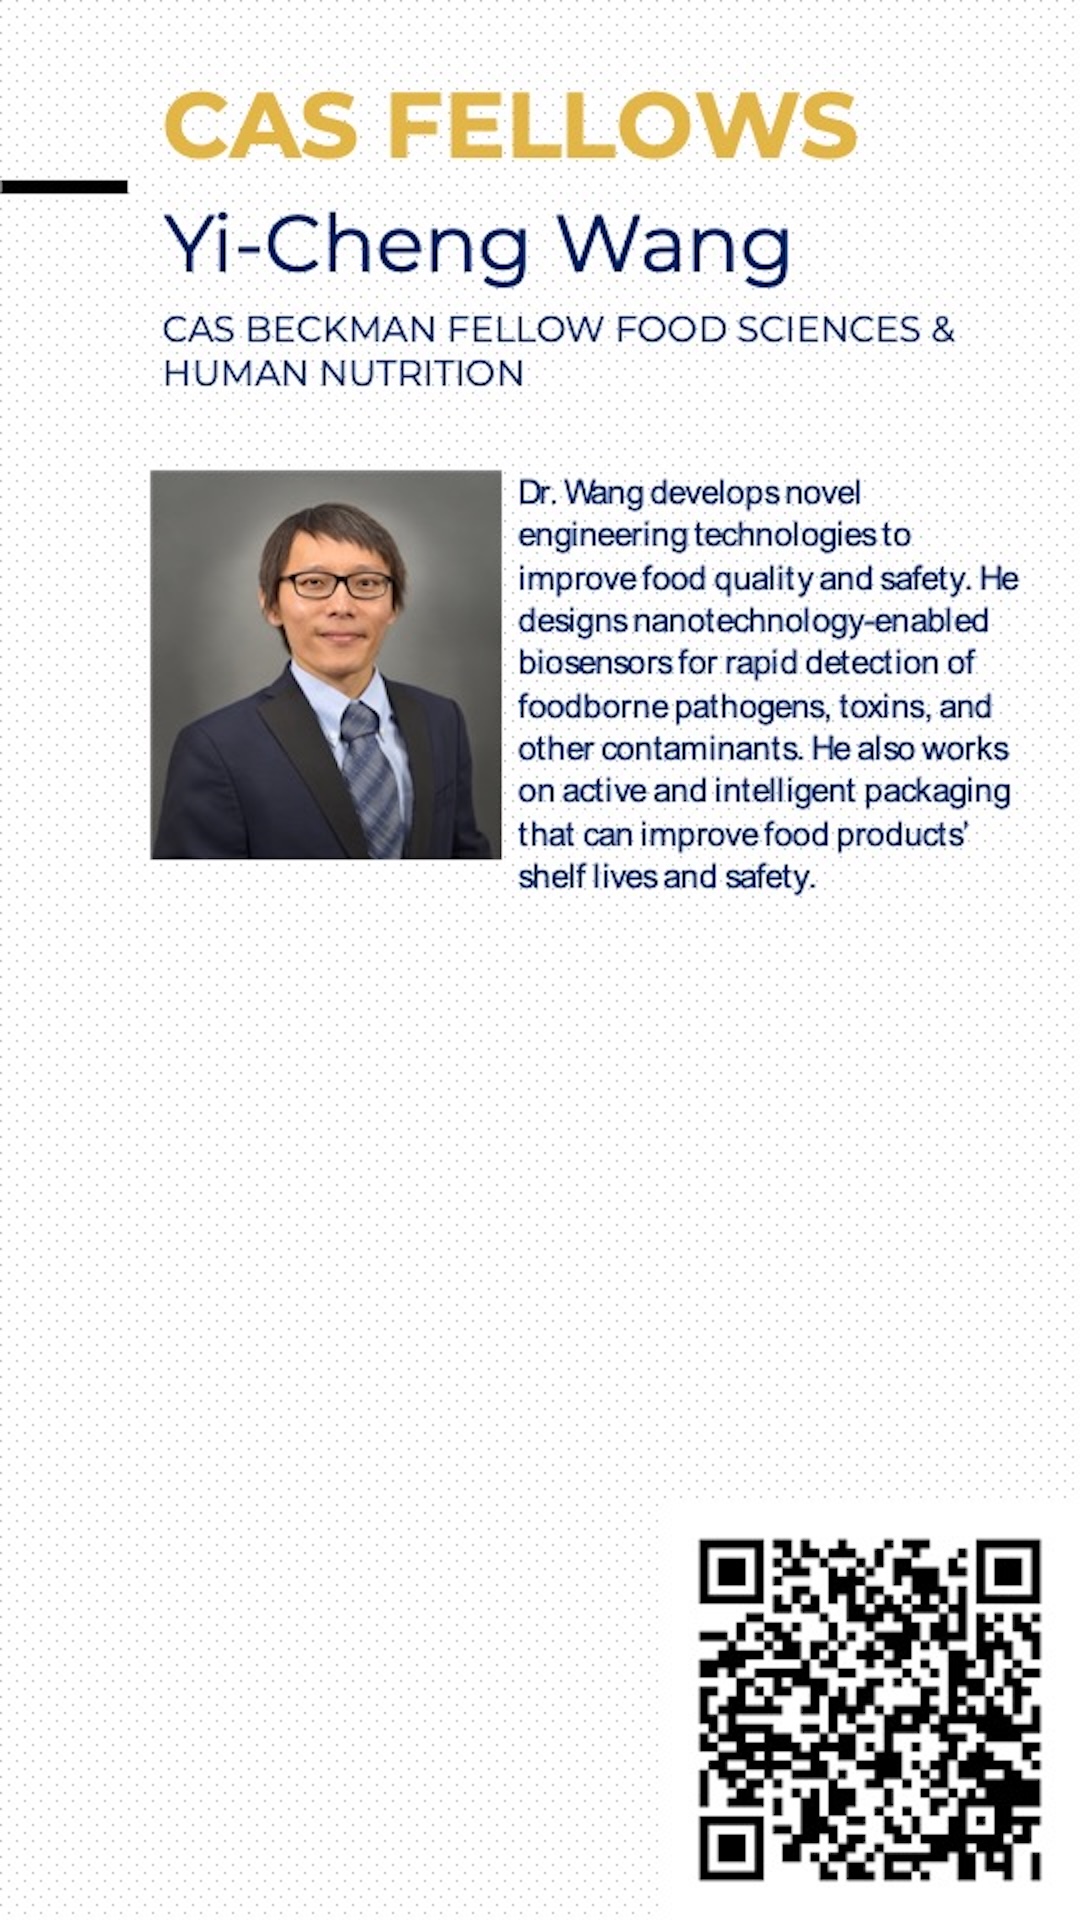 CAS FELLOWS
Yi-Cheng Wang
CAS BECKMAN FELLOW FOOD SCIENCES &
HUMAN NUTRITION
Dr. Wang develops novel
engineering technologies to
improve food quality and safety. He
designs nanotechnology-enabled
biosensors for rapid detection of
foodborne pathogens, toxins, and
other contaminants. He also works
on active and intelligent packaging
that can improve food products’
shelf lives and safety.